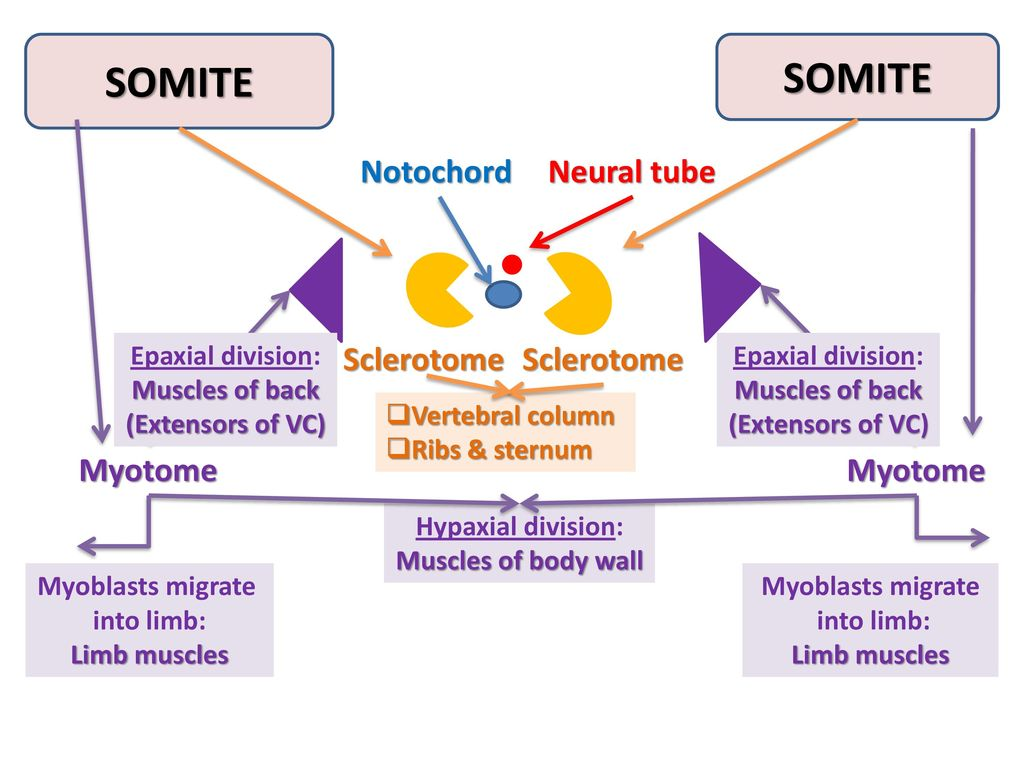 SOMITE
SOMITE
Notochord
Neural tube
Epaxial division:
Muscles of back
(Extensors of VC)
Sclerotome
Sclerotome
Epaxial division:
Muscles of back
(Extensors of VC)
❑Vertebral column
❑Ribs & sternum
Myotome
Myotome
Hypaxial division:
Muscles of body wall
Myoblasts migrate
into limb:
Limb muscles
Myoblasts migrate
into limb:
Limb muscles